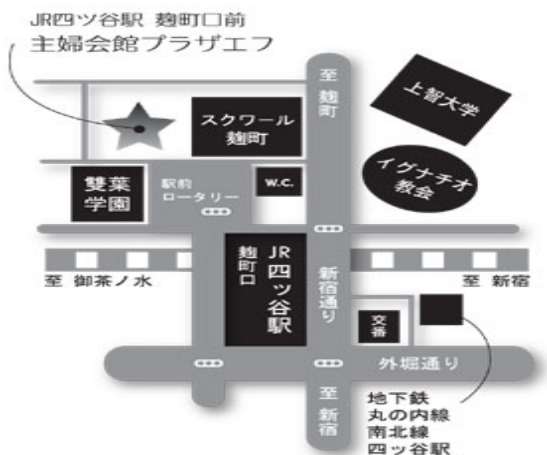 JR四ツ谷駅 麹町口前
主婦会館プラザエフ
至 麹町
上智大学
スクワール
麹町
イグナチオ
教会
雙葉
学園
駅前
ロータリー
W.C.
麹町口
JR四ツ谷駅
新宿通り
至 御茶ノ水
至 新宿
交番
外堀通り
至 新宿
地下鉄
丸の内線
南北線
四ツ谷駅